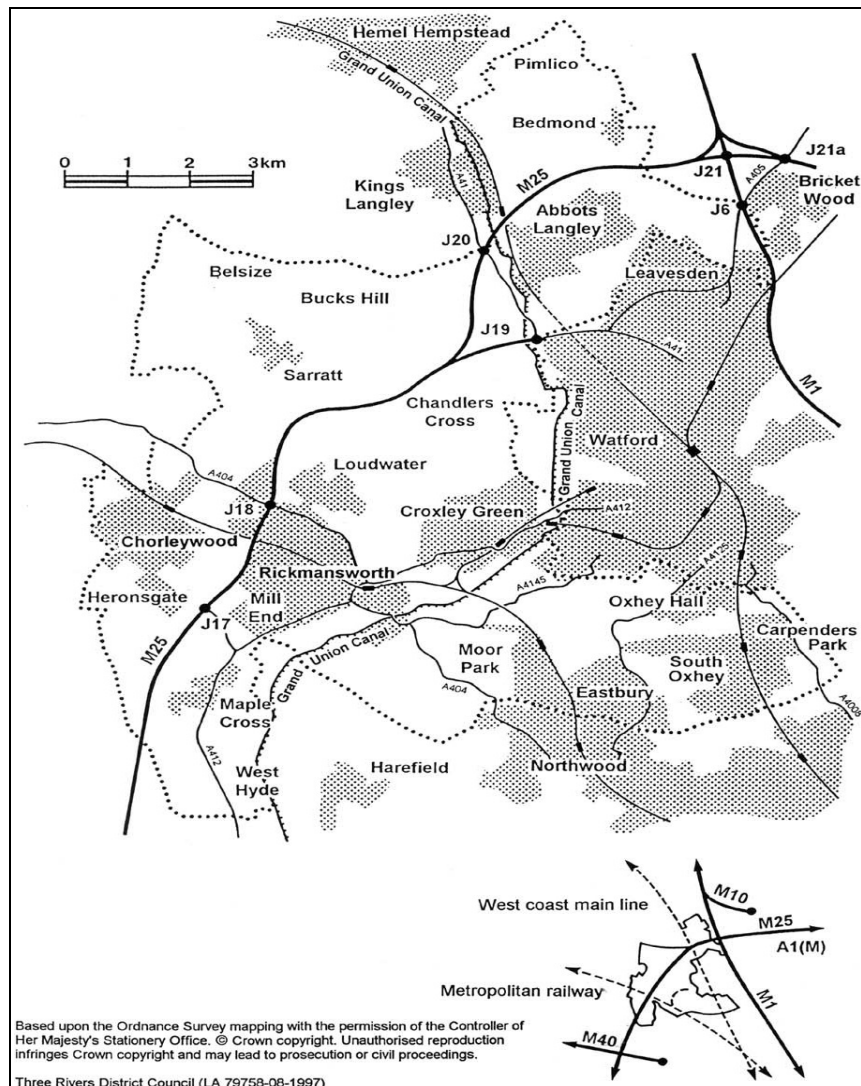 Hemel Hempstead
Grand Union Canal
Pimlico
Bedmond
0 1 2 3km
Kings
Langley
A41
M25
J21
J21a
A405
Bricket
Wood
J6
Abbots
Langley
J20
Belsize
Leavesden
Bucks Hill
J19
A41
Sarratt
M1
Chandlers
Cross
Grand Union Canal
Watford
A404
Loudwater
J18
Croxley Green
A412
Chorleywood
Rickmansworth
A4125
Heronsgate
Mill
End
A4145
Oxhey Hall
J17
M25
Grand Union Canal
Moor
Park
Carpenders
Park
South
Oxhey
Eastbury
A404
Maple
Cross
A4008
A412
West
Hyde
Harefield
Northwood
West coast main line
M10
M25
A1(M)
Metropolitan railway
M1
M40
Based upon the Ordnance Survey mapping with the permission of the Controller of
Her Majesty's Stationery Office. © Crown copyright. Unauthorised reproduction
infringes Crown copyright and may lead to prosecution or civil proceedings.
Three Rivers District Council (LA 79758-08-1997)